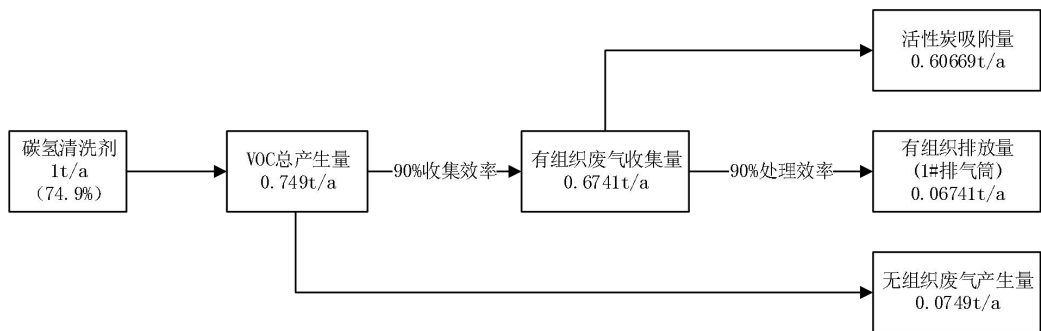 活性炭吸附量
0.60669t/a
碳氢清洗剂
1t/a
（74.9%）
VOC总产生量
0.749t/a
90%收集效率
有组织废气收集量
0.6741t/a
90%处理效率
有组织排放量
(1#排气筒)
0.06741t/a
无组织废气产生量
0.0749t/a